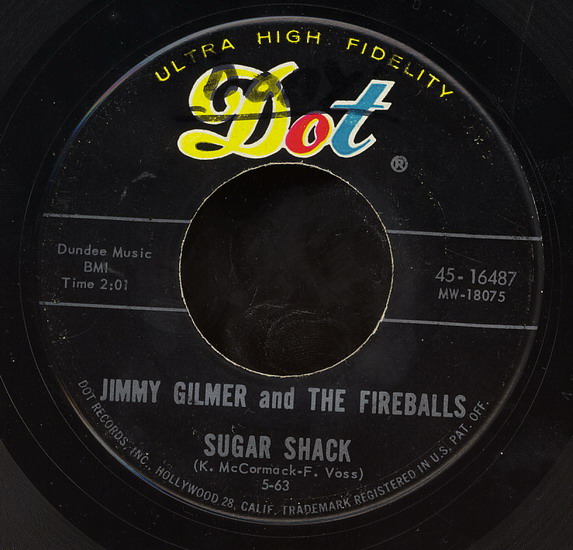 ULTRA HIGH FIDELITY
Dot
®
Dundee Music
BMI
Time 2:01
45-16487
MW-18075
JIMMY GILMER and THE FIREBALLS
SUGAR SHACK
(K. McCormack-F. Voss)
5-63
DOT RECORDS, INC., HOLLYWOOD 28, CALIF. TRADEMARK REGISTERED IN U.S. PAT. OFF.